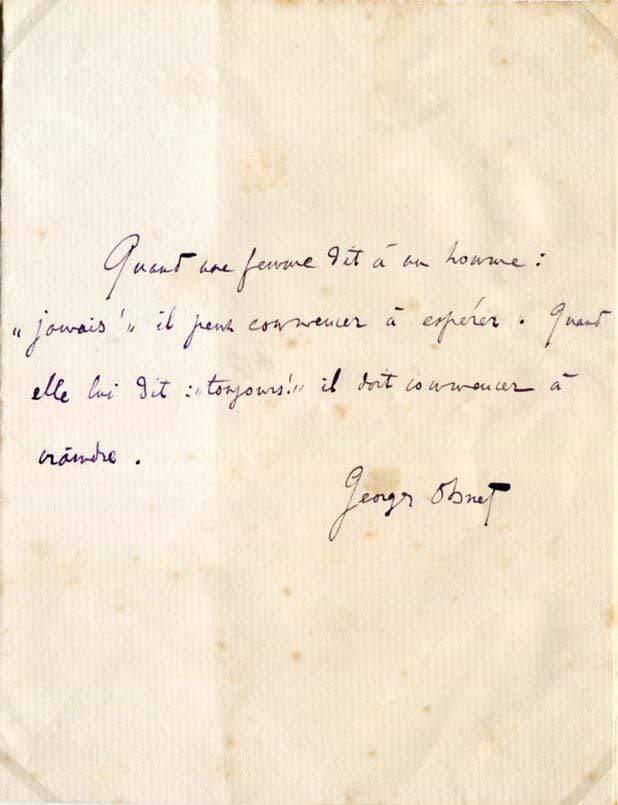 Quand une femme dit à un homme :
"jamais!" il peut commencer à espérer. Quand
elle lui dit : "toujours!" il doit commencer à
craindre.
Georges Ohnet